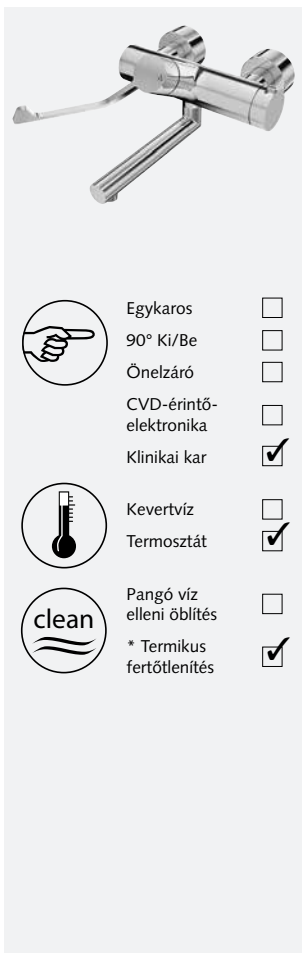 Egykaros
90° Ki/Be
Önelzáró
CVD-érintő-
elektronika
Klinikai kar
Kevertvíz
Termosztát
clean
Pangó víz
elleni öblítés
* Termikus
fertőtlenítés